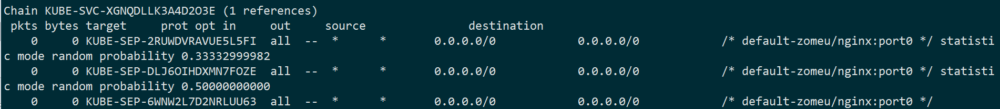 Chain KUBE-SVC-XGNQDLLK3A4D2O3E (1 references)
 pkts bytes target     prot opt in     out     source               destination
    0     0 KUBE-SEP-2RUWDVRAVUE5L5FI  all  --  *      *       0.0.0.0/0            0.0.0.0/0            /* default-zomeu/nginx:port0 */ statisti
c mode random probability 0.33332999982
    0     0 KUBE-SEP-DLJ6OIHDXMN7FOZE  all  --  *      *       0.0.0.0/0            0.0.0.0/0            /* default-zomeu/nginx:port0 */ statisti
c mode random probability 0.50000000000
    0     0 KUBE-SEP-6WNW2L7D2NRLUU63  all  --  *      *       0.0.0.0/0            0.0.0.0/0            /* default-zomeu/nginx:port0 */